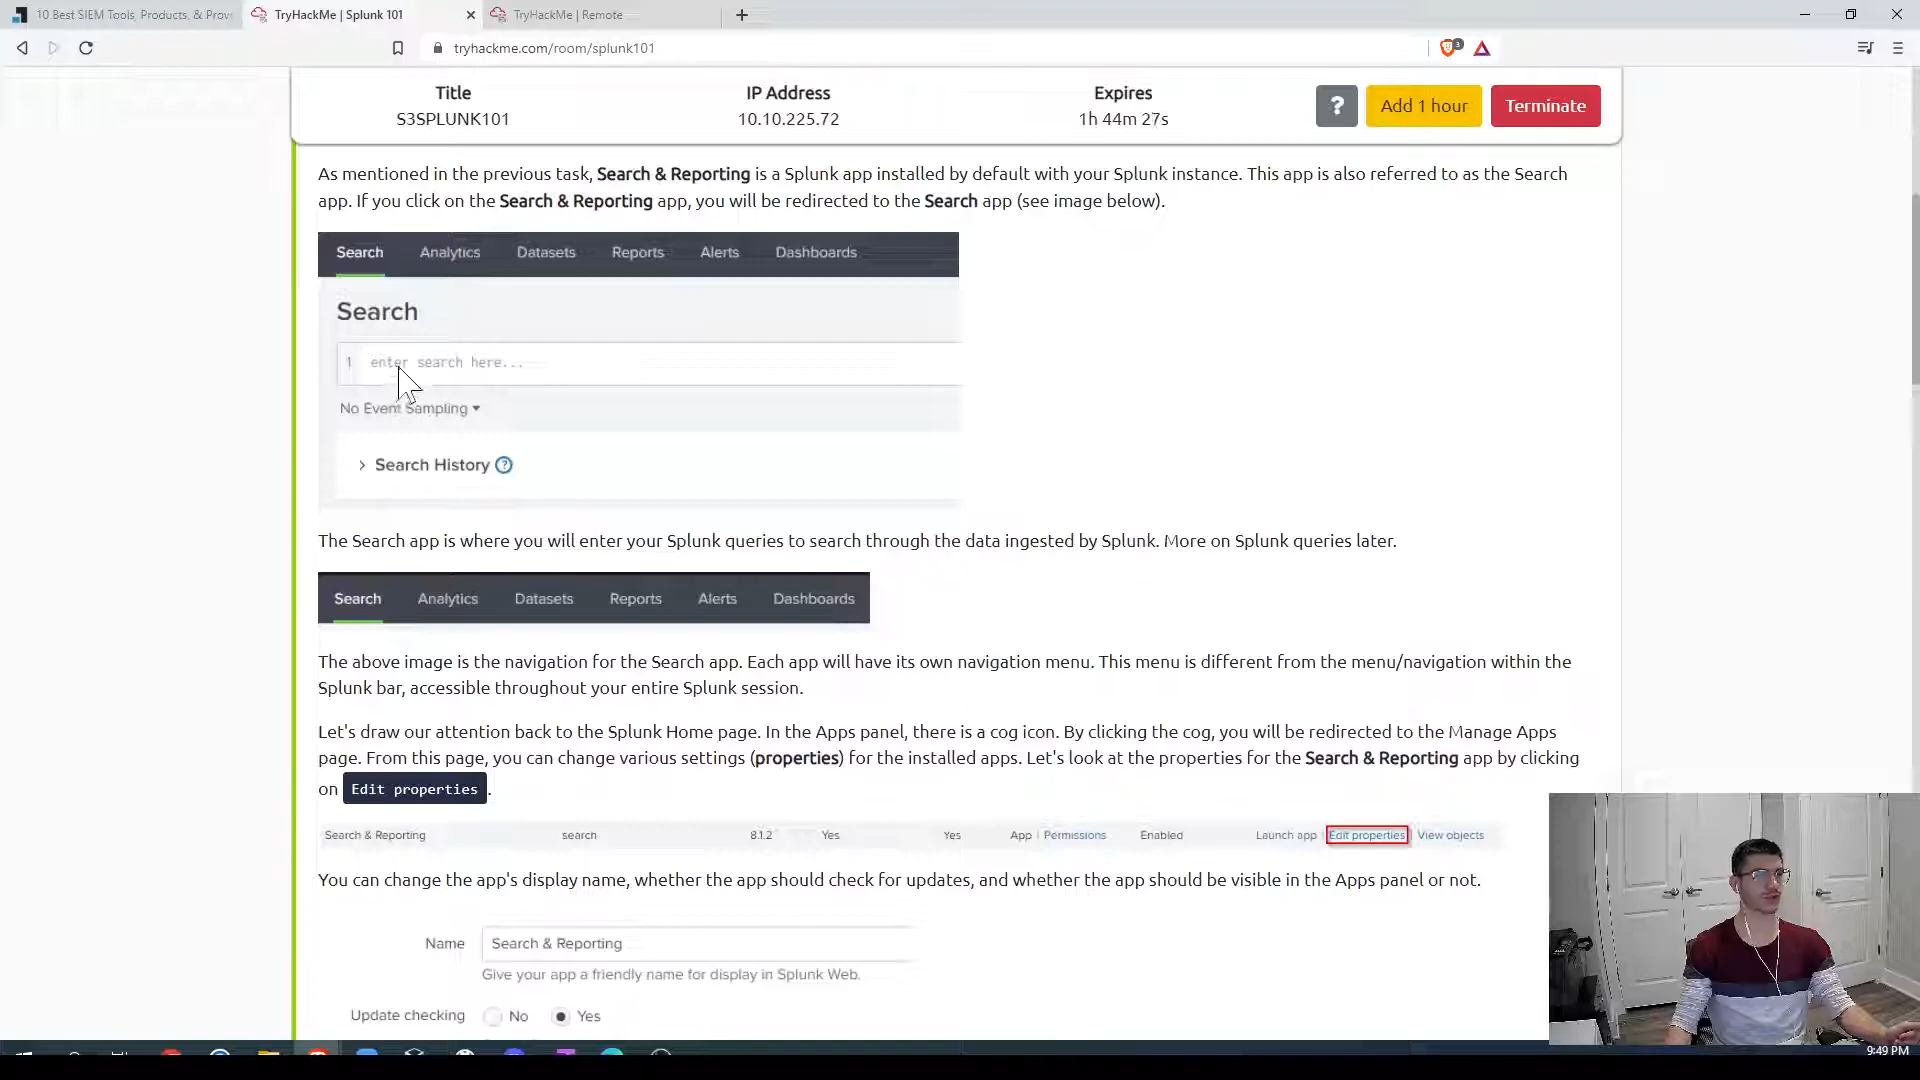 10 Best SIEM Tools, Products, & Prov
TryHackMe | Splunk 101
TryHackMe | Remote
tryhackme.com/room/splunk101
3
Title
IP Address
Expires
S3SPLUNK101
10.10.225.72
1h 44m 27s
?
Add 1 hour
Terminate
As mentioned in the previous task, Search & Reporting is a Splunk app installed by default with your Splunk instance. This app is also referred to as the Search
app. If you click on the Search & Reporting app, you will be redirected to the Search app (see image below).
Search Analytics Datasets Reports Alerts Dashboards
Search
1 enter search here...
No Event Sampling
Search History ?
The Search app is where you will enter your Splunk queries to search through the data ingested by Splunk. More on Splunk queries later.
Search Analytics Datasets Reports Alerts Dashboards
The above image is the navigation for the Search app. Each app will have its own navigation menu. This menu is different from the menu/navigation within the
Splunk bar, accessible throughout your entire Splunk session.
Let's draw our attention back to the Splunk Home page. In the Apps panel, there is a cog icon. By clicking the cog, you will be redirected to the Manage Apps
page. From this page, you can change various settings (properties) for the installed apps. Let's look at the properties for the Search & Reporting app by clicking
on Edit properties.
Search & Reporting search 8.1.2 Yes Yes App | Permissions Enabled Launch app | Edit properties | View objects
You can change the app's display name, whether the app should check for updates, and whether the app should be visible in the Apps panel or not.
Name Search & Reporting
Give your app a friendly name for display in Splunk Web.
Update checking No Yes
9:49 PM